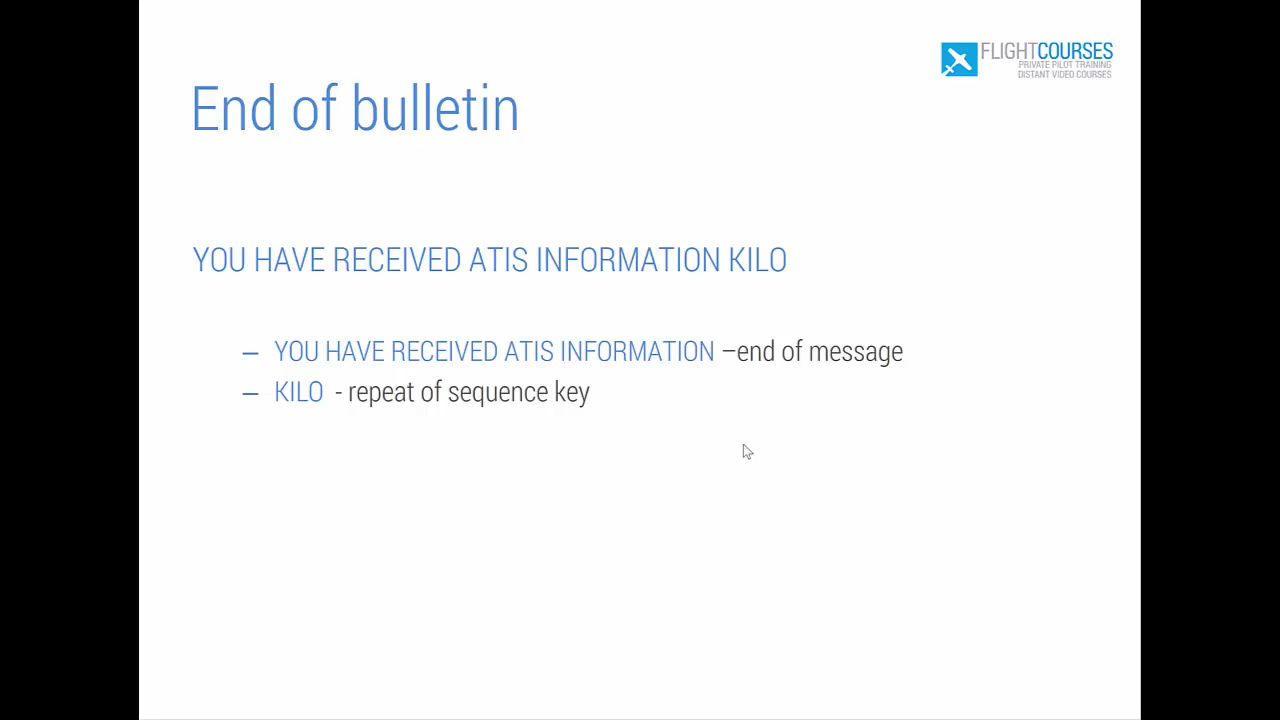 FLIGHTCOURSES
PRIVATE PILOT TRAINING
DISTANT VIDEO COURSES
End of bulletin
YOU HAVE RECEIVED ATIS INFORMATION KILO
– YOU HAVE RECEIVED ATIS INFORMATION –end of message
– KILO - repeat of sequence key